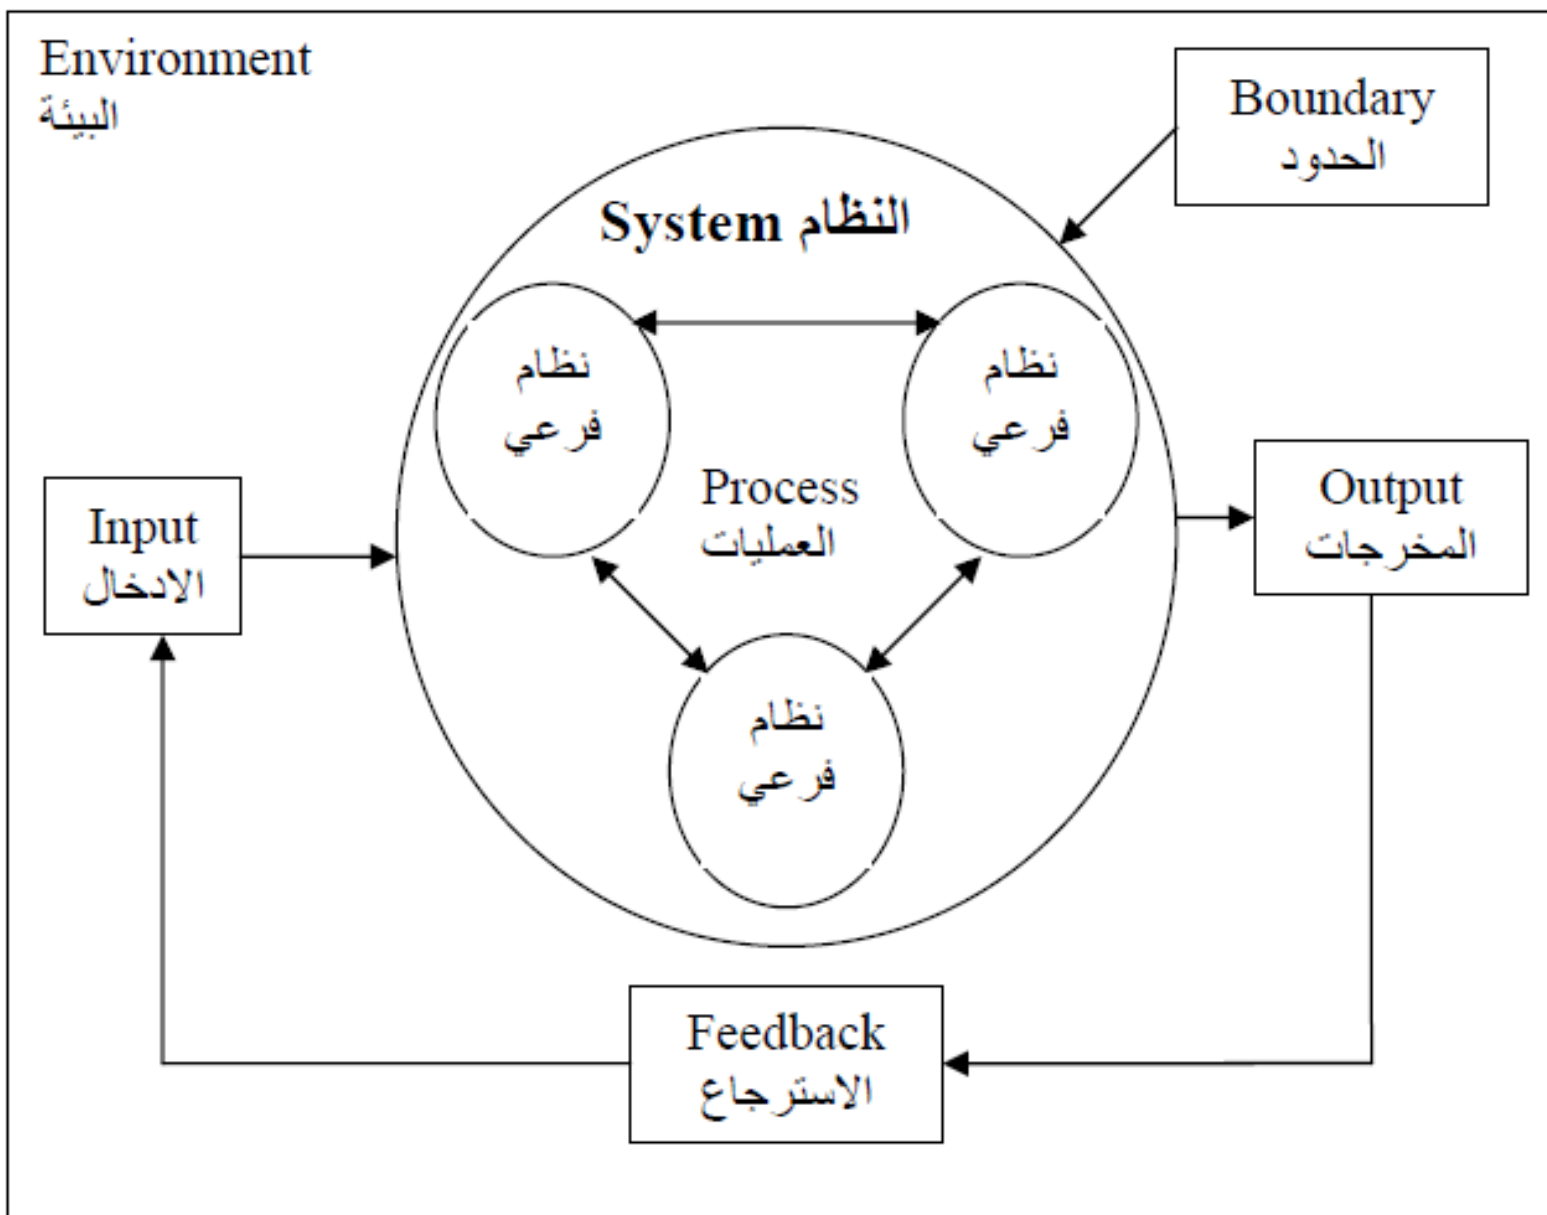 Environment
البيئة
Boundary
الحدود
System النظام
نظام
فرعي
نظام
فرعي
Process
العمليات
Input
الادخال
Output
المخرجات
نظام
فرعي
Feedback
الاسترجاع